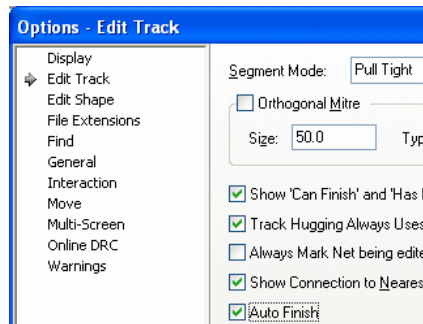 Options - Edit Track
Display
Edit Track
Edit Shape
File Extensions
Find
General
Interaction
Move
Multi-Screen
Online DRC
Warnings
Segment Mode: Pull Tight
Orthogonal Mitre
Size: 50.0
Show 'Can Finish' and 'Has
Track Hugging Always Uses
Always Mark Net being
Show Connection to
Auto Finish